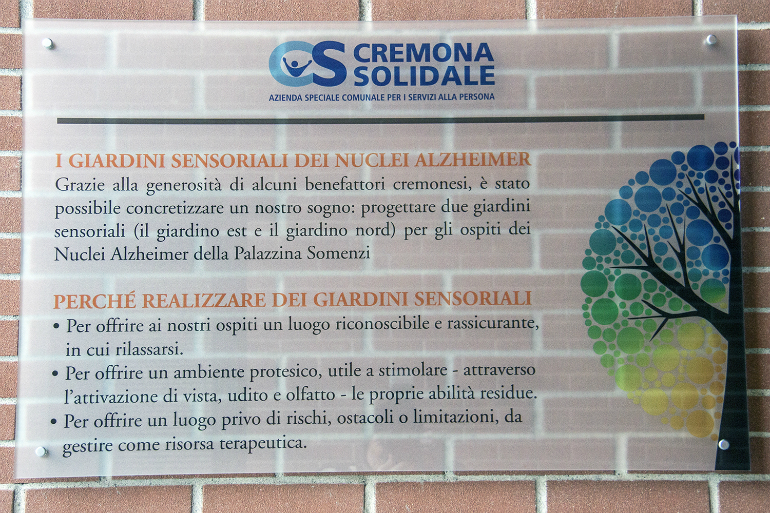 CS CREMONA
SOLIDALE
AZIENDA SPECIALE COMUNALE PER I SERVIZI ALLA PERSONA
I GIARDINI SENSORIALI DEI NUCLEI ALZHEIMER
Grazie alla generosità di alcuni benefattori cremonesi, è stato
possibile concretizzare un nostro sogno: progettare due giardini
sensoriali (il giardino est e il giardino nord) per gli ospiti dei
Nuclei Alzheimer della Palazzina Somenzi
PERCHÉ REALIZZARE DEI GIARDINI SENSORIALI
• Per offrire ai nostri ospiti un luogo riconoscibile e rassicurante,
in cui rilassarsi.
• Per offrire un ambiente protesico, utile a stimolare - attraverso
l'attivazione di vista, udito e olfatto - le proprie abilità residue.
• Per offrire un luogo privo di rischi, ostacoli o limitazioni, da
gestire come risorsa terapeutica.